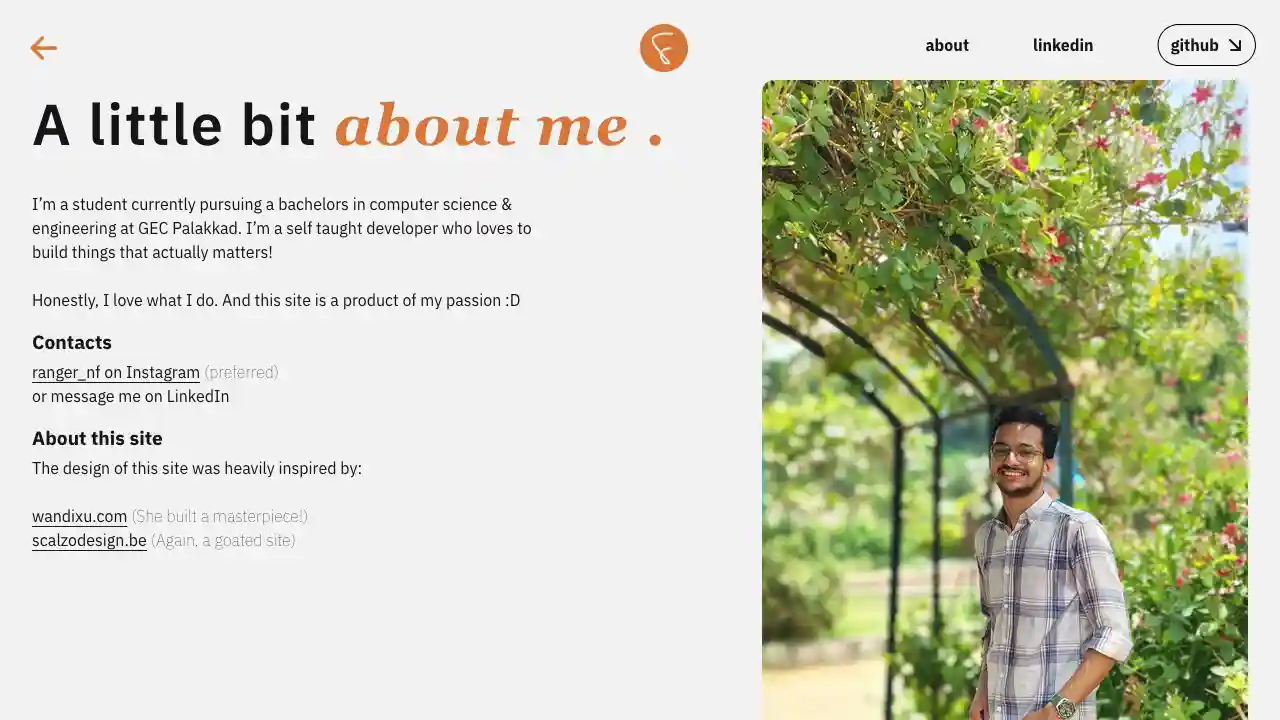 about
linkedin
github
A little bit about me .
I’m a student currently pursuing a bachelors in computer science &
engineering at GEC Palakkad. I’m a self taught developer who loves to
build things that actually matters!
Honestly, I love what I do. And this site is a product of my passion :D
Contacts
ranger_nf on Instagram (preferred)
or message me on LinkedIn
About this site
The design of this site was heavily inspired by:
wandixu.com (She built a masterpiece!)
scalzodesign.be (Again, a goated site)